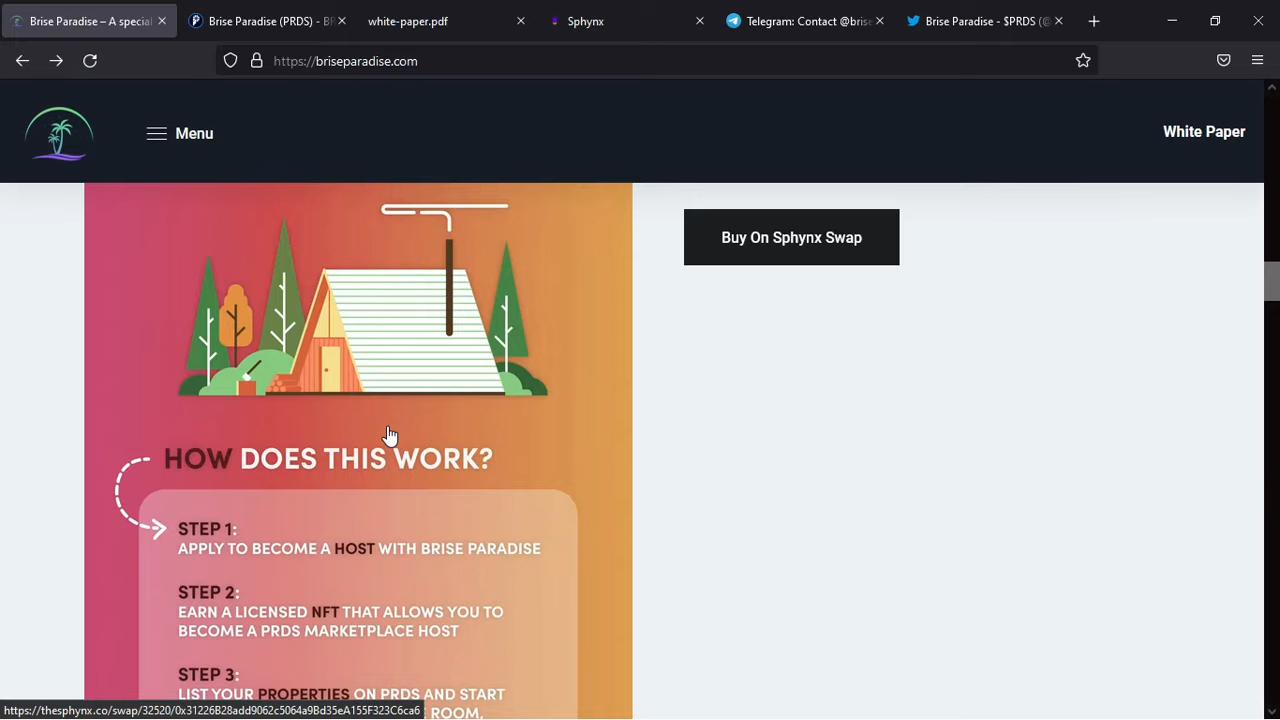 Brise Paradise – A special
Brise Paradise (PRDS) - BR
white-paper.pdf
Sphynx
Telegram: Contact @brise
Brise Paradise - $PRDS (@
https://briseparadise.com
Menu
White Paper
Buy On Sphynx Swap
HOW DOES THIS WORK?
STEP 1:
APPLY TO BECOME A HOST WITH BRISE PARADISE
STEP 2:
EARN A LICENSED NFT THAT ALLOWS YOU TO
BECOME A PRDS MARKETPLACE HOST
STEP 3:
LIST YOUR PROPERTIES ON PRDS AND START
ROOM,
https://thesphynx.co/swap/32520/0x31226B28add9062c5064a9Bd35eA155F323C6ca6